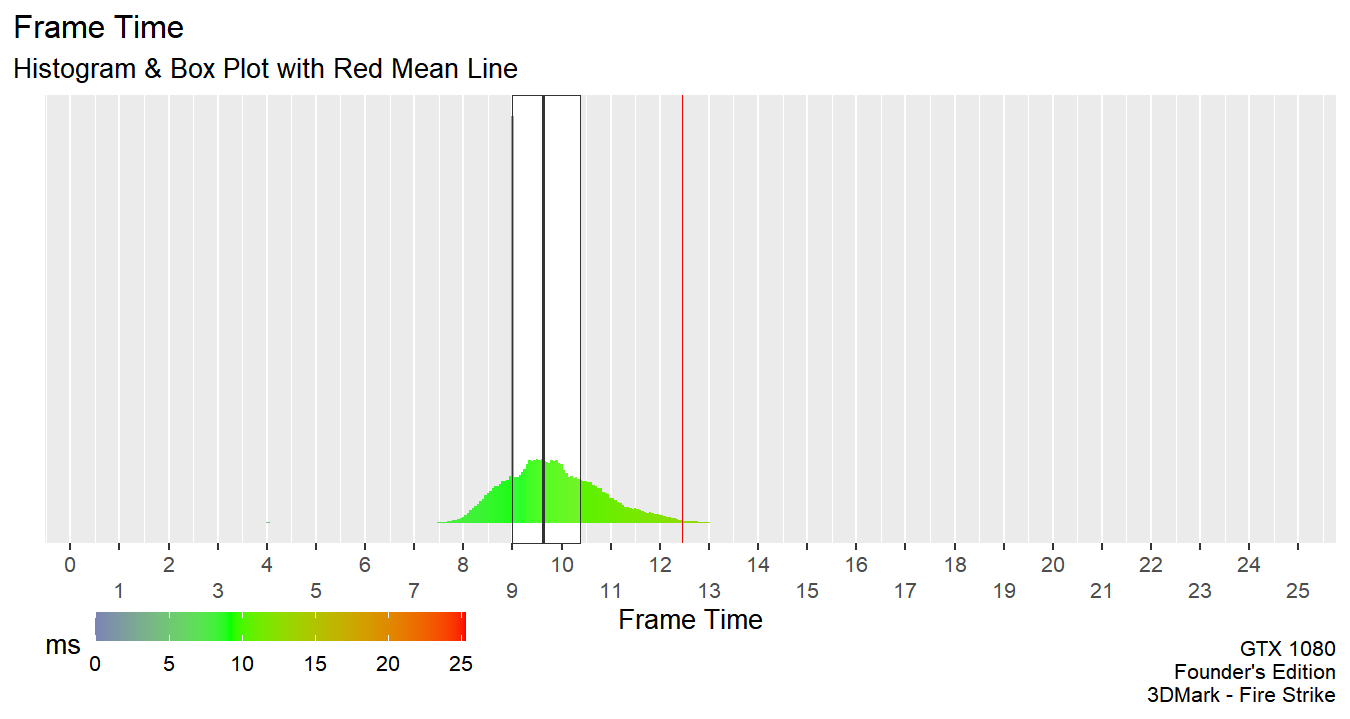 Frame Time
Histogram & Box Plot with Red Mean Line
0 2 4 6 8 10 12 14 16 18 20 22 24
1 3 5 7 9 11 13 15 17 19 21 23 25
Frame Time
ms
0 5 10 15 20 25
GTX 1080
Founder's Edition
3DMark - Fire Strike